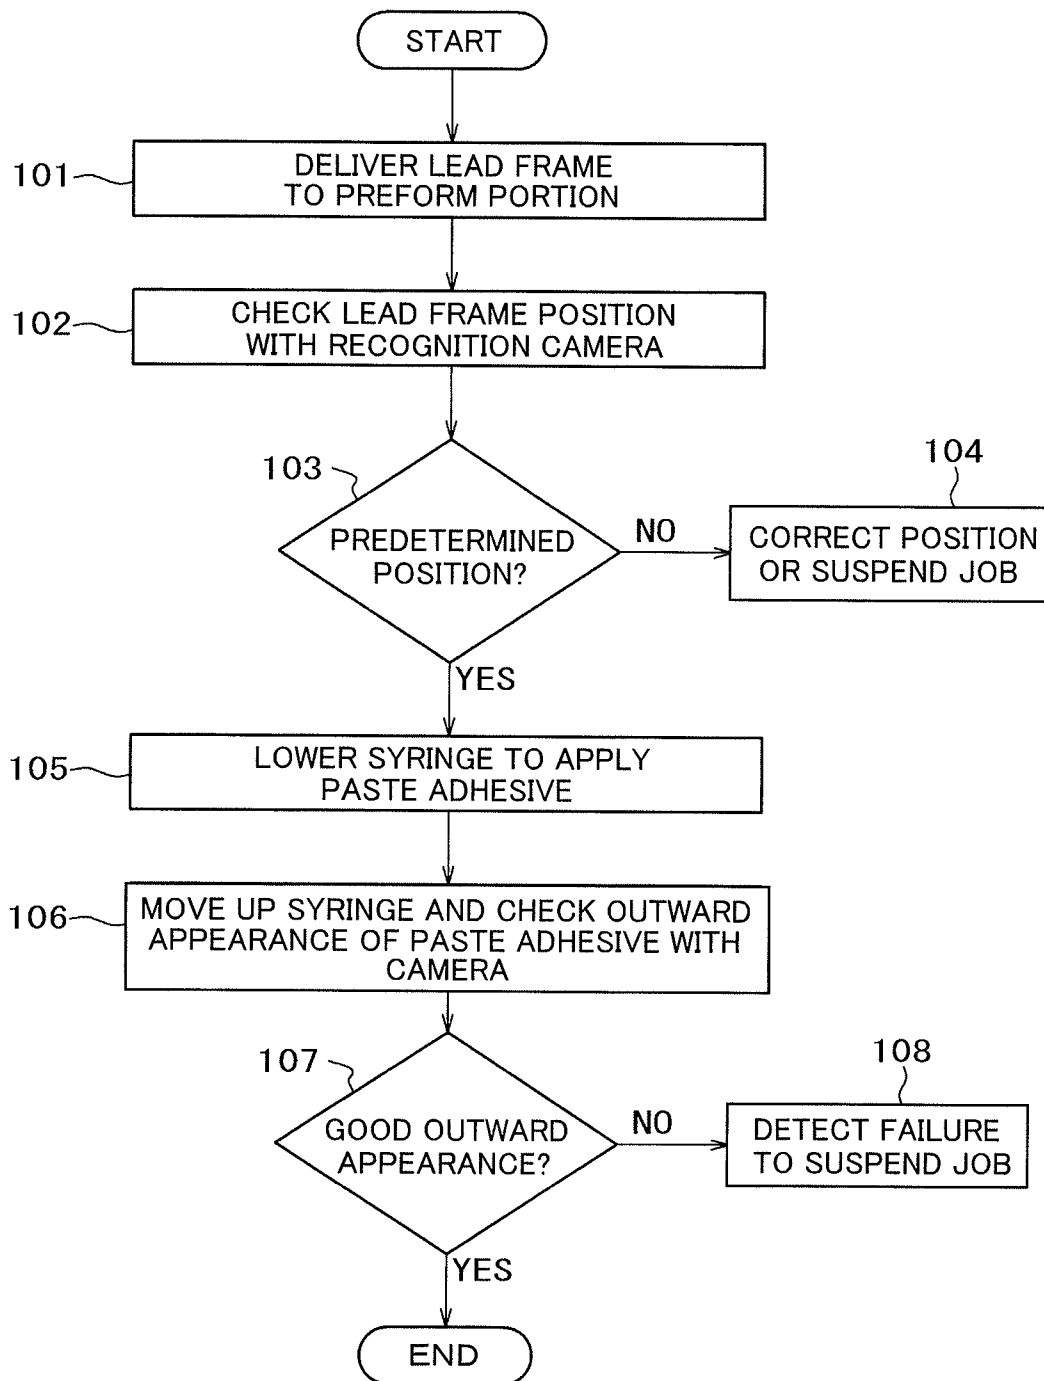 START
101
DELIVER LEAD FRAME
TO PREFORM PORTION
102
CHECK LEAD FRAME POSITION
WITH RECOGNITION CAMERA
103
PREDETERMINED
POSITION?
NO
104
CORRECT POSITION
OR SUSPEND JOB
YES
105
LOWER SYRINGE TO APPLY
PASTE ADHESIVE
106
MOVE UP SYRINGE AND CHECK OUTWARD
APPEARANCE OF PASTE ADHESIVE WITH
CAMERA
107
GOOD OUTWARD
APPEARANCE?
NO
108
DETECT FAILURE
TO SUSPEND JOB
YES
END